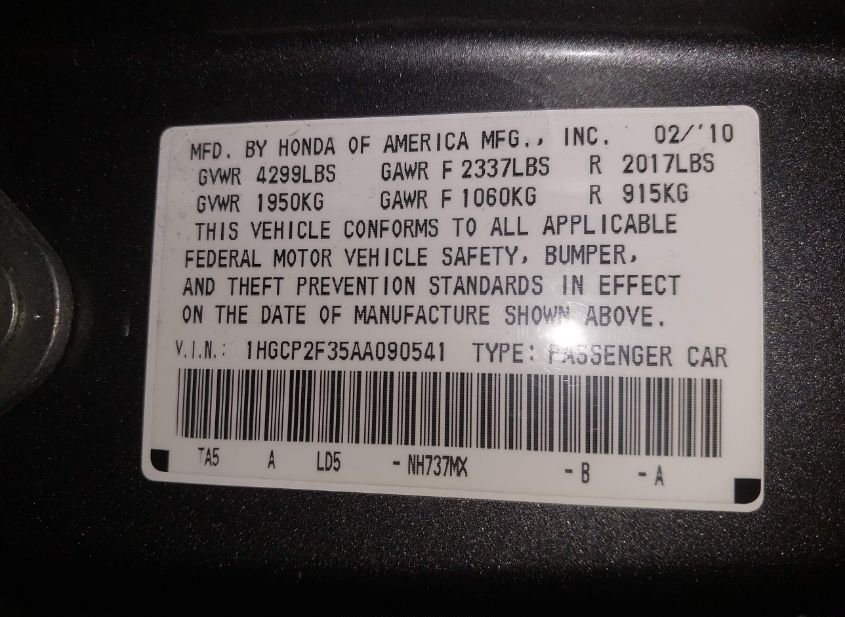 MFD. BY HONDA OF AMERICA MFG., INC. 02/'10
GVWR 4299LBS GAWR F 2337LBS R 2017LBS
GVWR 1950KG GAWR F 1060KG R 915KG
THIS VEHICLE CONFORMS TO ALL APPLICABLE
FEDERAL MOTOR VEHICLE SAFETY, BUMPER,
AND THEFT PREVENTION STANDARDS IN EFFECT
ON THE DATE OF MANUFACTURE SHOWN ABOVE.
V.I.N.: 1HGCP2F35AA090541 TYPE: PASSENGER CAR
TA5 A LD5 - NH737MX - B - A